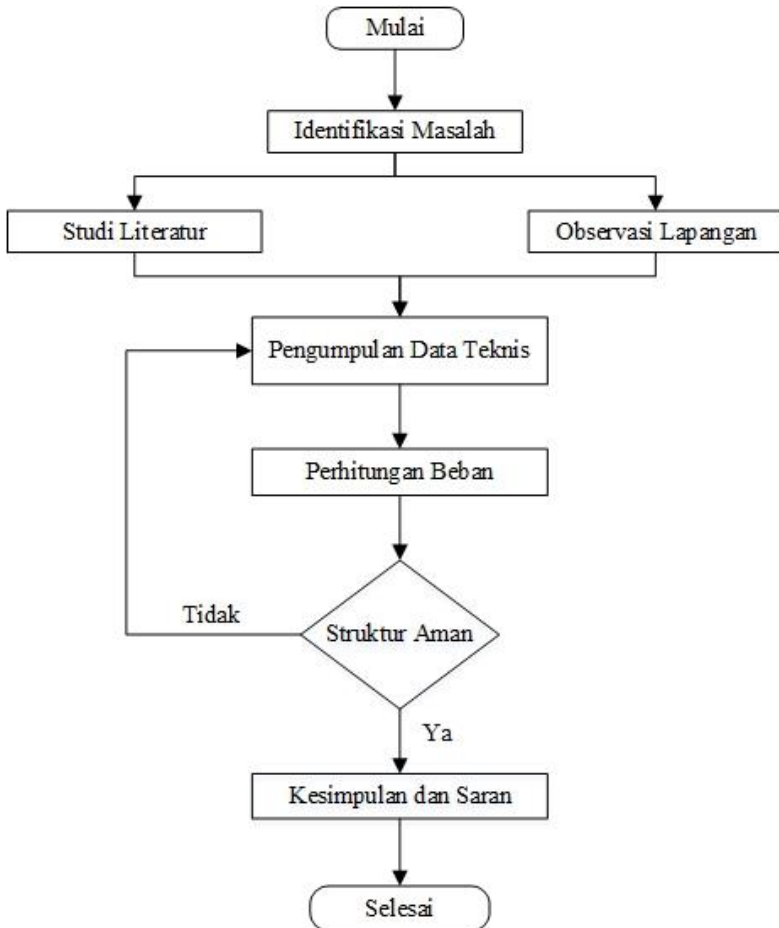 Mulai
Identifikasi Masalah
Studi Literatur
Observasi Lapangan
Pengumpulan Data Teknis
Perhitungan Beban
Tidak
Struktur Aman
Ya
Kesimpulan dan Saran
Selesai